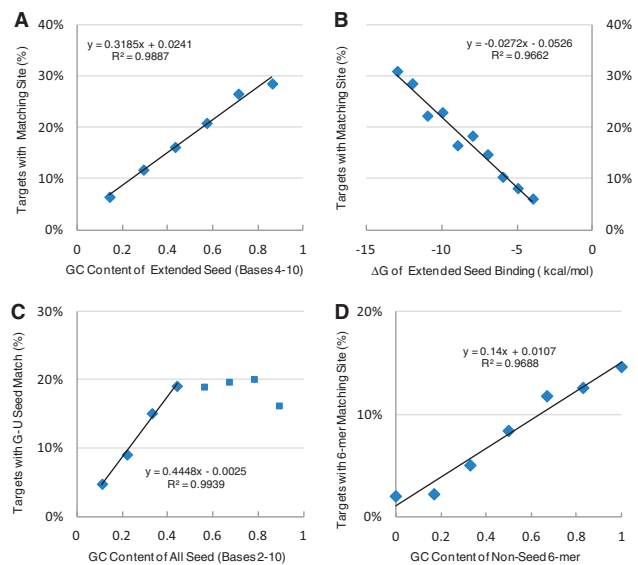 A
y = 0.3185x + 0.0241
R² = 0.9887
Targets with Matching Site (%)
40%
30%
20%
10%
0%
0
0.2
0.4
0.6
0.8
1
GC Content of Extended Seed (Bases 4-10)
B
y = -0.0272x - 0.0526
R² = 0.9662
Targets with Matching Site (%)
40%
30%
20%
10%
0%
-15
-10
-5
0
ΔG of Extended Seed Binding ( kcal/mol)
C
y = 0.4448x - 0.0025
R² = 0.9939
Targets with G-U Seed Match (%)
30%
20%
10%
0%
0
0.2
0.4
0.6
0.8
1
GC Content of All Seed (Bases 2-10)
D
y = 0.14x + 0.0107
R² = 0.9688
Targets with 6-mer Matching Site (%)
20%
10%
0%
0
0.2
0.4
0.6
0.8
1
GC Content of Non-Seed 6-mer